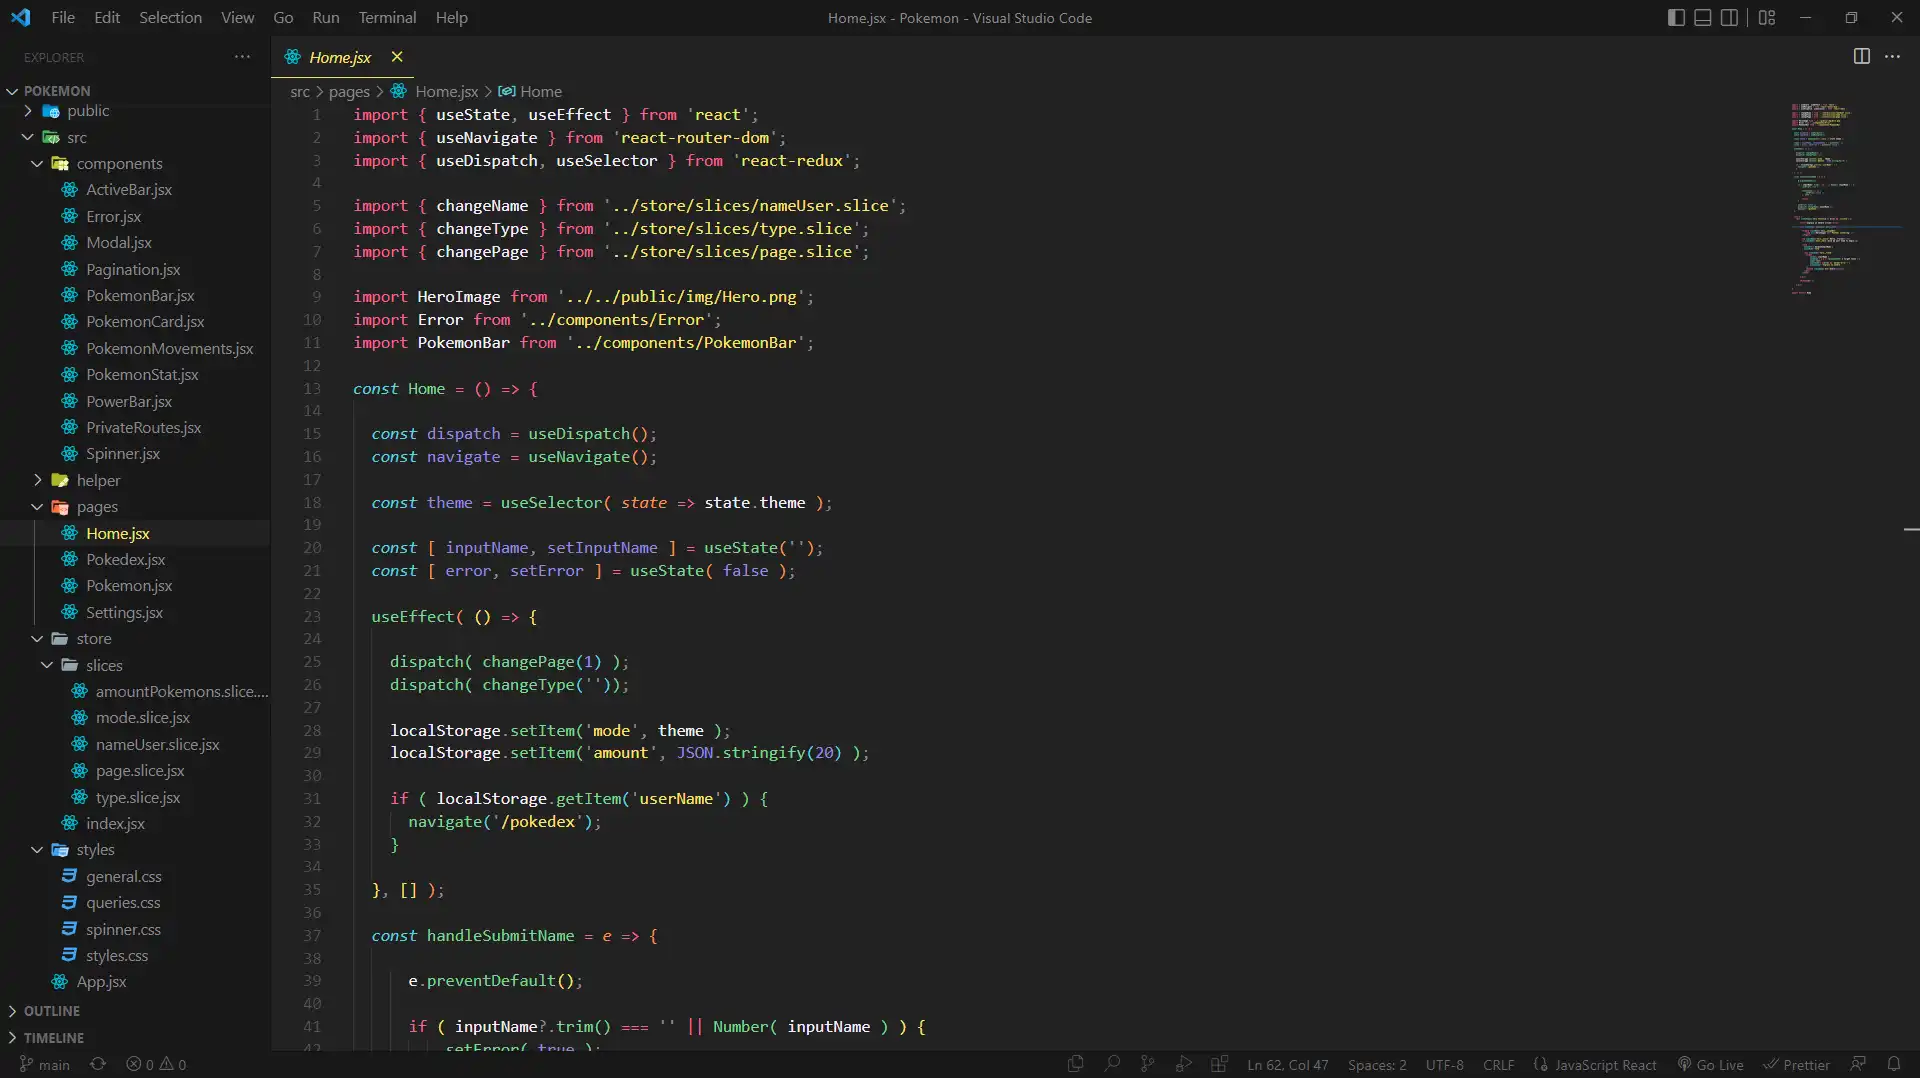 File Edit Selection View Go Run Terminal Help
Home.jsx - Pokemon - Visual Studio Code
EXPLORER
POKEMON
public
src
components
ActiveBar.jsx
Error.jsx
Modal.jsx
Pagination.jsx
PokemonBar.jsx
PokemonCard.jsx
PokemonMovements.jsx
PokemonStat.jsx
PowerBar.jsx
PrivateRoutes.jsx
Spinner.jsx
helper
pages
Home.jsx
Pokedex.jsx
Pokemon.jsx
Settings.jsx
store
slices
amountPokemons.slice....
mode.slice.jsx
nameUser.slice.jsx
page.slice.jsx
type.slice.jsx
index.jsx
styles
general.css
queries.css
spinner.css
styles.css
App.jsx
OUTLINE
TIMELINE
Home.jsx
src > pages > Home.jsx > Home
1 import { useState, useEffect } from 'react';
2 import { useNavigate } from 'react-router-dom';
3 import { useDispatch, useSelector } from 'react-redux';
4
5 import { changeName } from '../store/slices/nameUser.slice';
6 import { changeType } from '../store/slices/type.slice';
7 import { changePage } from '../store/slices/page.slice';
8
9 import HeroImage from '../../public/img/Hero.png';
10 import Error from '../components/Error';
11 import PokemonBar from '../components/PokemonBar';
12
13 const Home = () => {
14
15 const dispatch = useDispatch();
16 const navigate = useNavigate();
17
18 const theme = useSelector( state => state.theme );
19
20 const [ inputName, setInputName ] = useState('');
21 const [ error, setError ] = useState( false );
22
23 useEffect( () => {
24
25 dispatch( changePage(1) );
26 dispatch( changeType(''));
27
28 localStorage.setItem('mode', theme );
29 localStorage.setItem('amount', JSON.stringify(20) );
30
31 if ( localStorage.getItem('userName') ) {
32 navigate('/pokedex');
33 }
34
35 }, [] );
36
37 const handleSubmitName = e => {
38
39 e.preventDefault();
40
41 if ( inputName?.trim() === '' || Number( inputName ) ) {
42 setError( true );
main 0 0
Ln 62, Col 47 Spaces: 2 UTF-8 CRLF JavaScript React Go Live Prettier